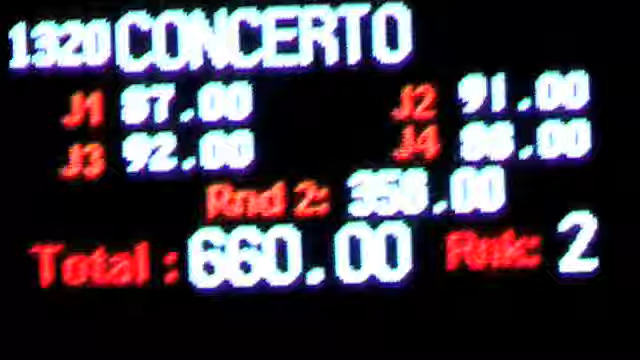 1320 CONCERTO
J1 87.00 J2 91.00
J3 92.00 J4 86.00
Rnd 2: 356.00
Total : 660.00 Rnk: 2